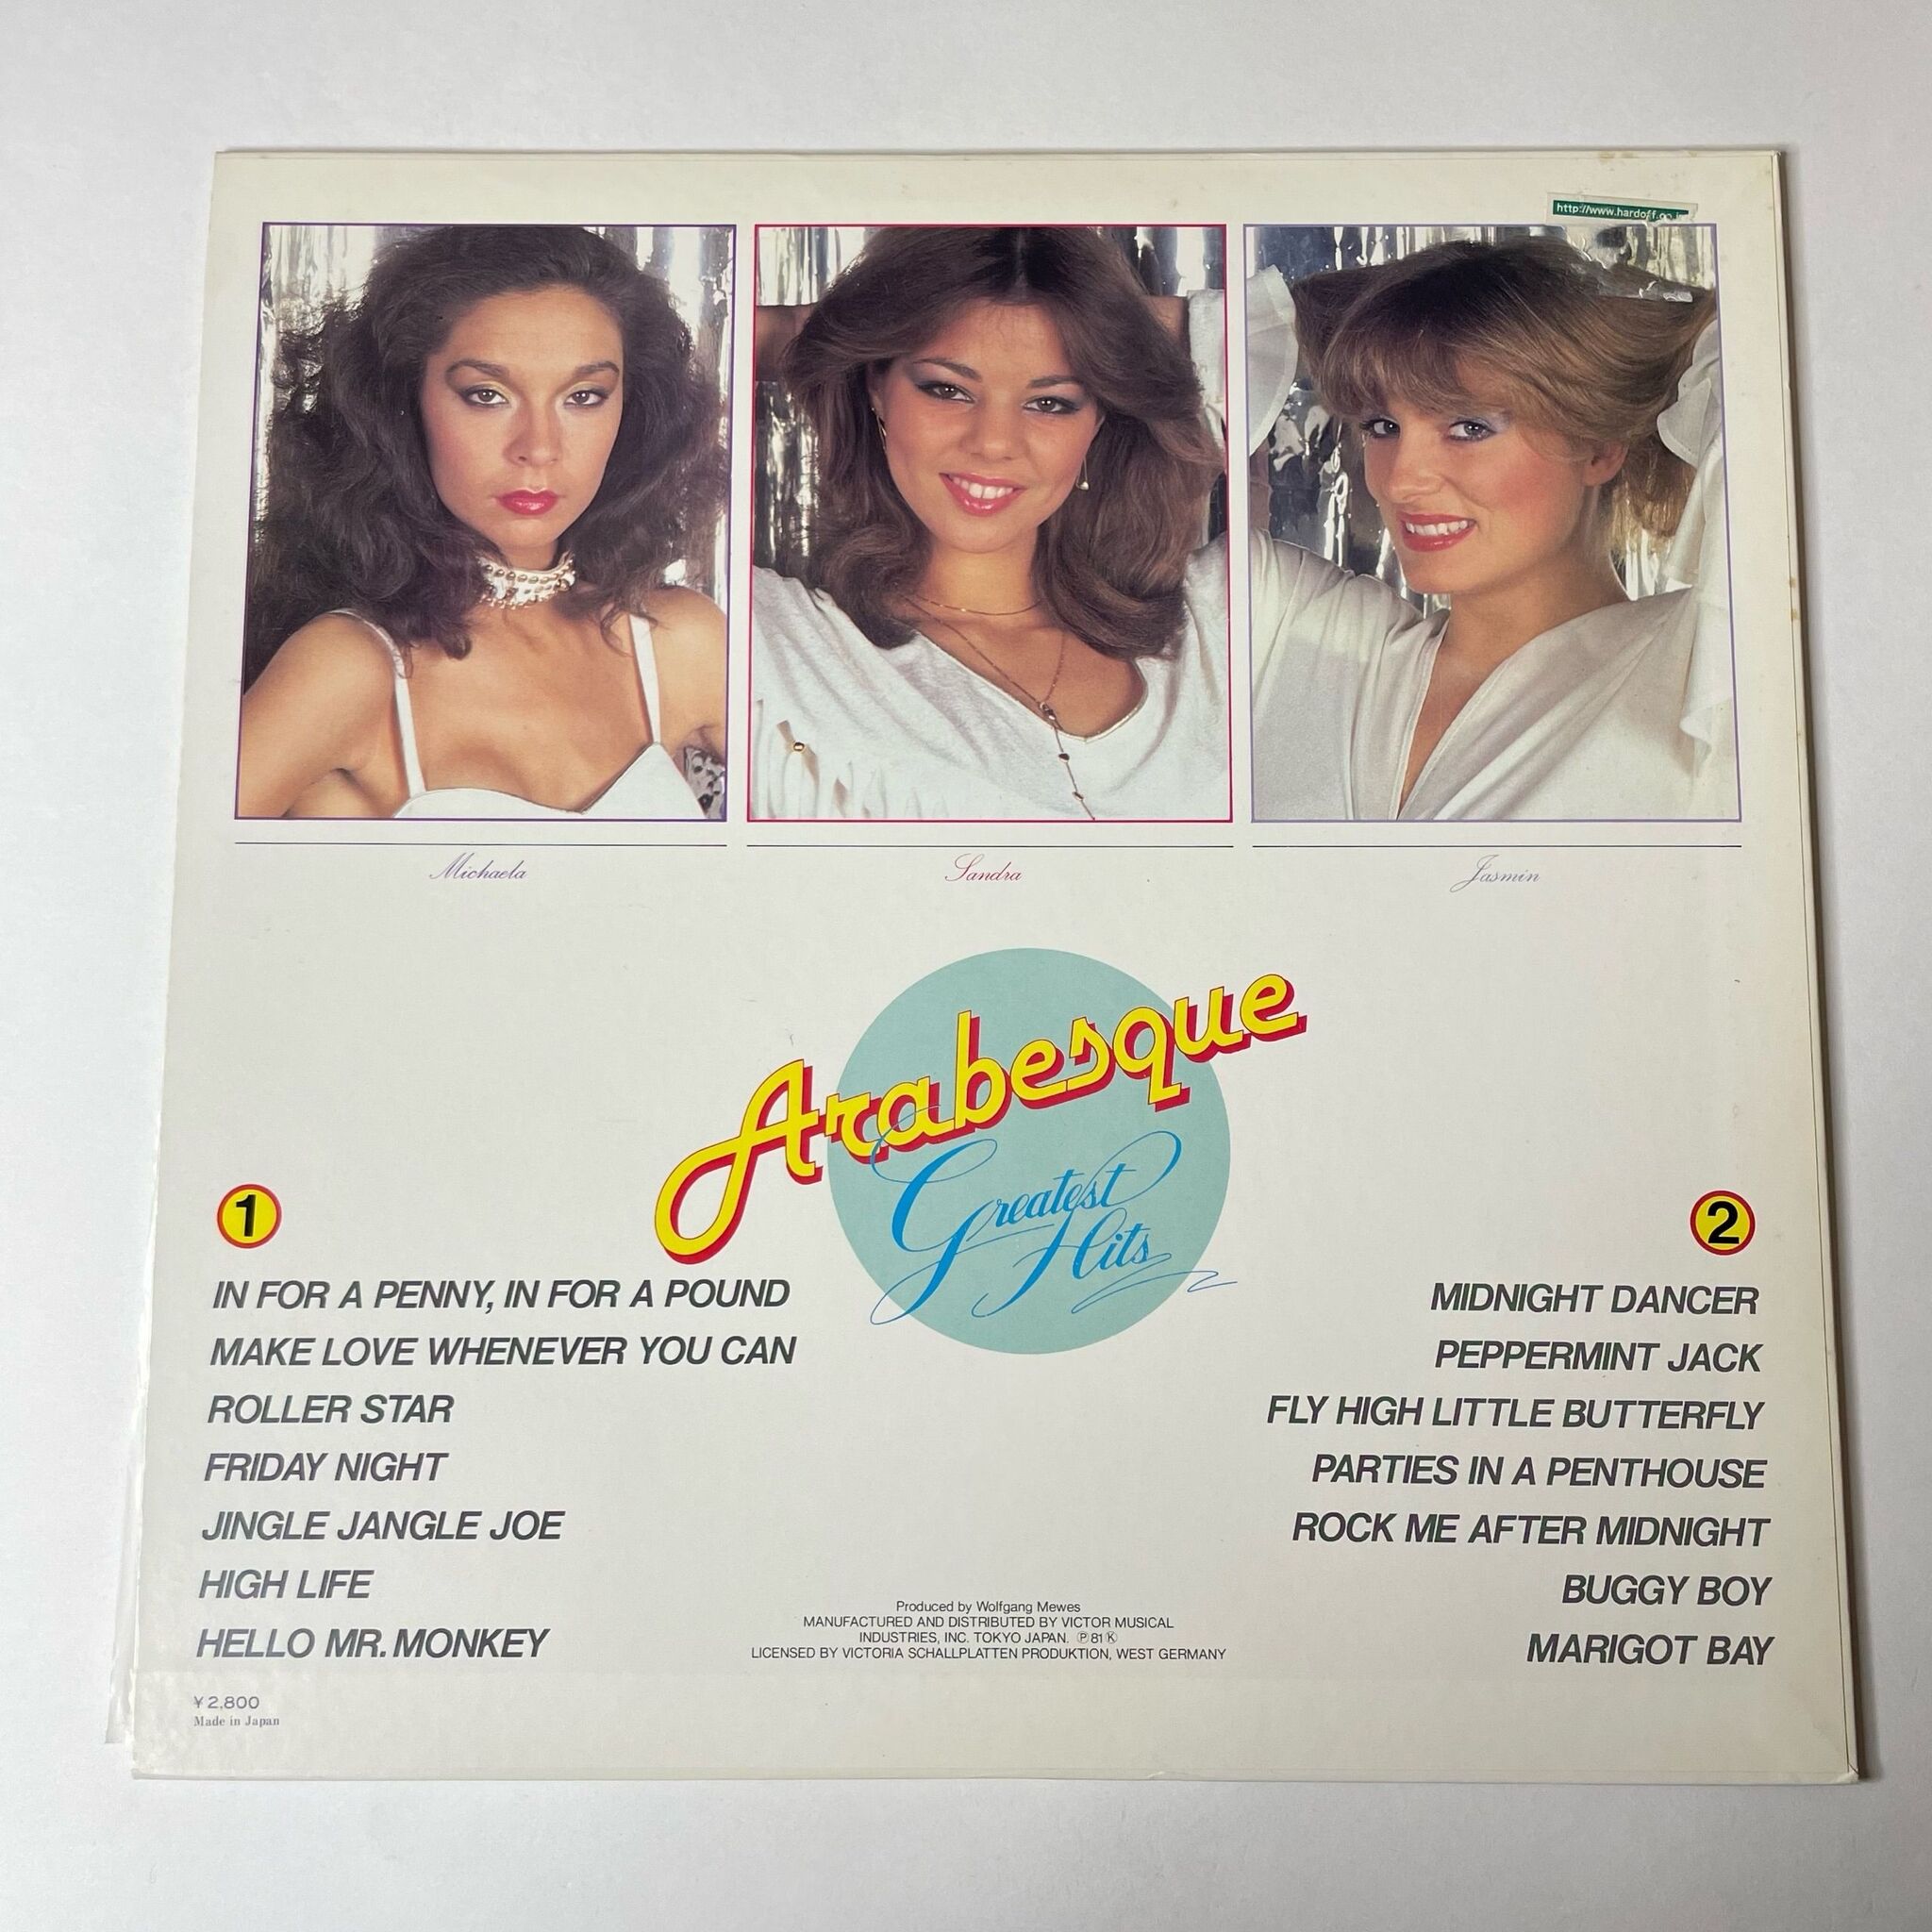 http://www.hardoff.co.jp
Michaela
Sandra
Jasmin
Arabesque
Greatest
Hits
1
IN FOR A PENNY, IN FOR A POUND
MAKE LOVE WHENEVER YOU CAN
ROLLER STAR
FRIDAY NIGHT
JINGLE JANGLE JOE
HIGH LIFE
HELLO MR. MONKEY
2
MIDNIGHT DANCER
PEPPERMINT JACK
FLY HIGH LITTLE BUTTERFLY
PARTIES IN A PENTHOUSE
ROCK ME AFTER MIDNIGHT
BUGGY BOY
MARIGOT BAY
Produced by Wolfgang Mewes
MANUFACTURED AND DISTRIBUTED BY VICTOR MUSICAL
INDUSTRIES, INC. TOKYO JAPAN. Ⓟ81Ⓚ
LICENSED BY VICTORIA SCHALLPLATTEN PRODUKTION, WEST GERMANY
¥2,800
Made in Japan